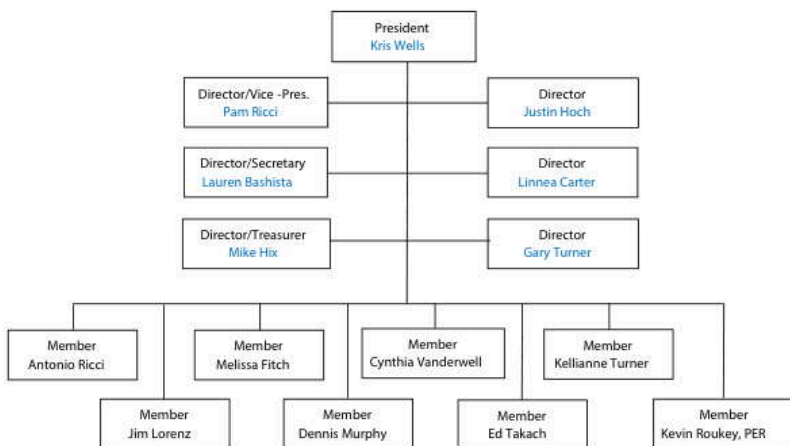 President
Kris Wells
Director/Vice -Pres.
Pam Ricci
Director
Justin Hoch
Director/Secretary
Lauren Bashista
Director
Linnea Carter
Director/Treasurer
Mike Hix
Director
Gary Turner
Member
Antonio Ricci
Member
Melissa Fitch
Member
Cynthia Vanderwell
Member
Kellianne Turner
Member
Jim Lorenz
Member
Dennis Murphy
Member
Ed Takach
Member
Kevin Roukey, PER